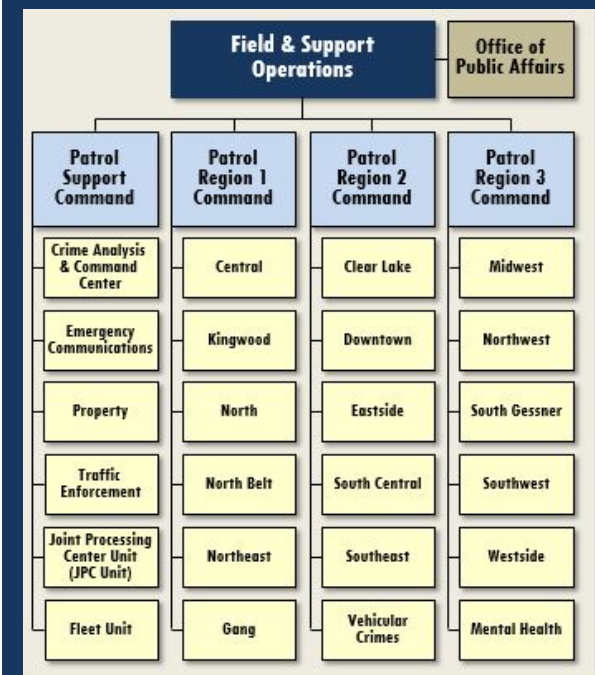 Field & Support
Operations
Office of
Public Affairs
Patrol
Support
Command
Patrol
Region 1
Command
Patrol
Region 2
Command
Patrol
Region 3
Command
Crime Analysis
& Command
Center
Central
Clear Lake
Midwest
Emergency
Communications
Kingwood
Downtown
Northwest
Property
North
Eastside
South Gessner
Traffic
Enforcement
North Belt
South Central
Southwest
Joint Processing
Center Unit
(JPC Unit)
Northeast
Southeast
Westside
Fleet Unit
Gang
Vehicular
Crimes
Mental Health